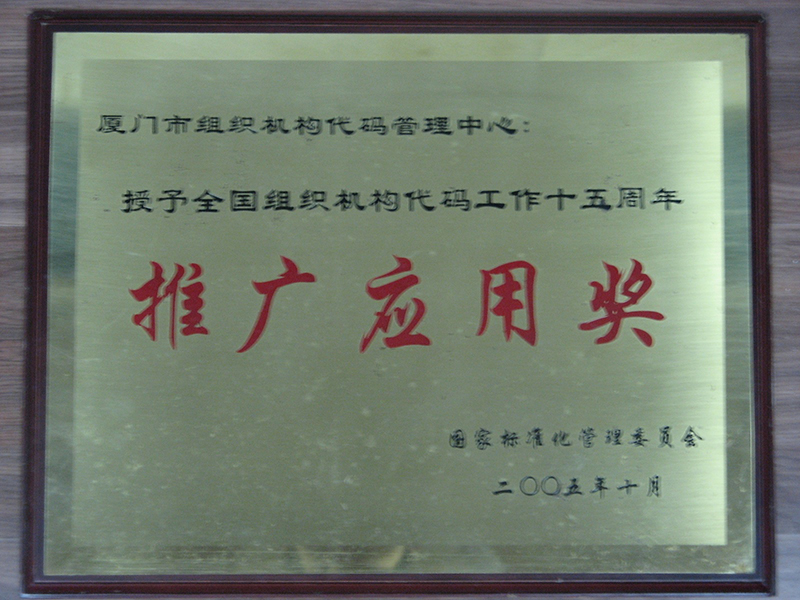 厦门市组织机构代码管理中心:
授予全国组织机构代码工作十五周年
推广应用奖
国家标准化管理委员会
二〇〇五年十月